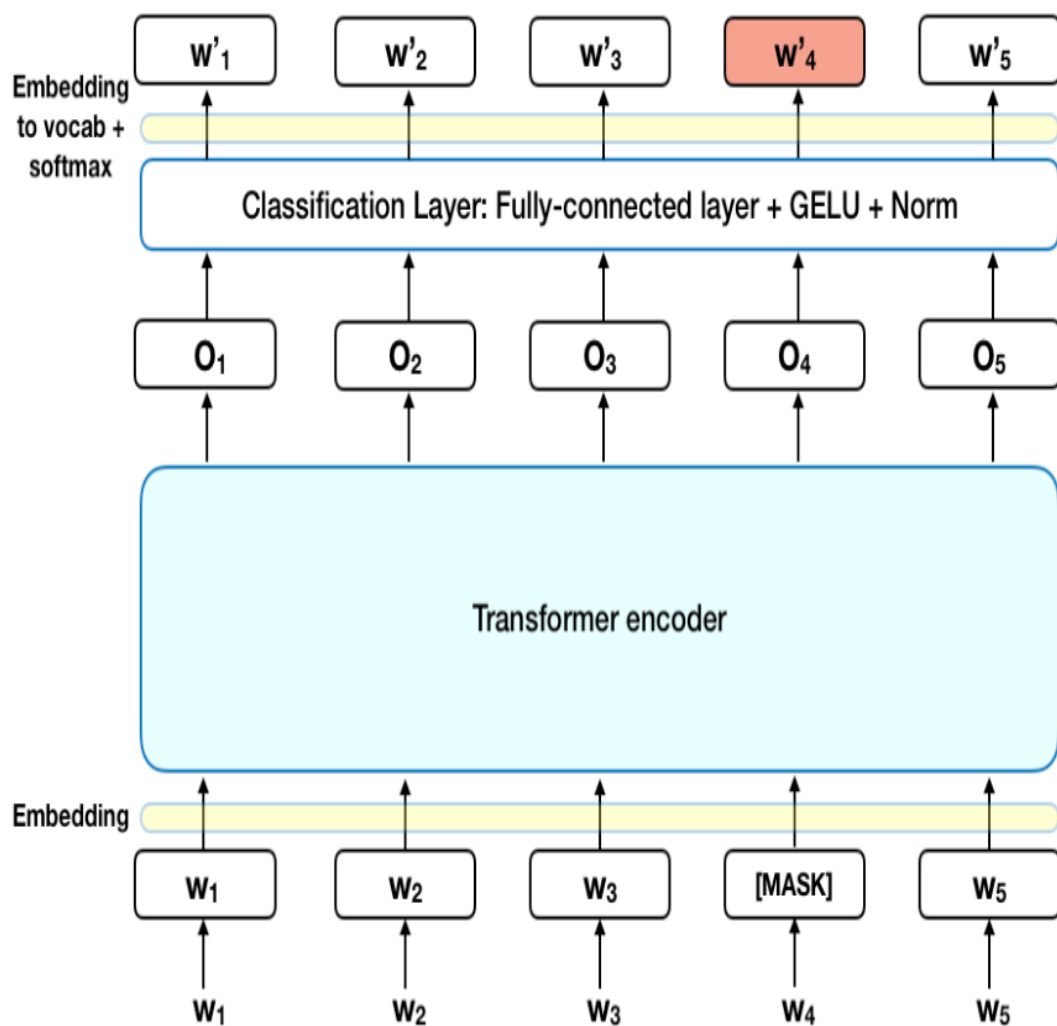 w'₁ w'₂ w'₃ w'₄ w'₅
Embedding
to vocab +
softmax
Classification Layer: Fully-connected layer + GELU + Norm
O₁ O₂ O₃ O₄ O₅
Transformer encoder
Embedding
W₁ W₂ W₃ [MASK] W₅
W₁ W₂ W₃ W₄ W₅